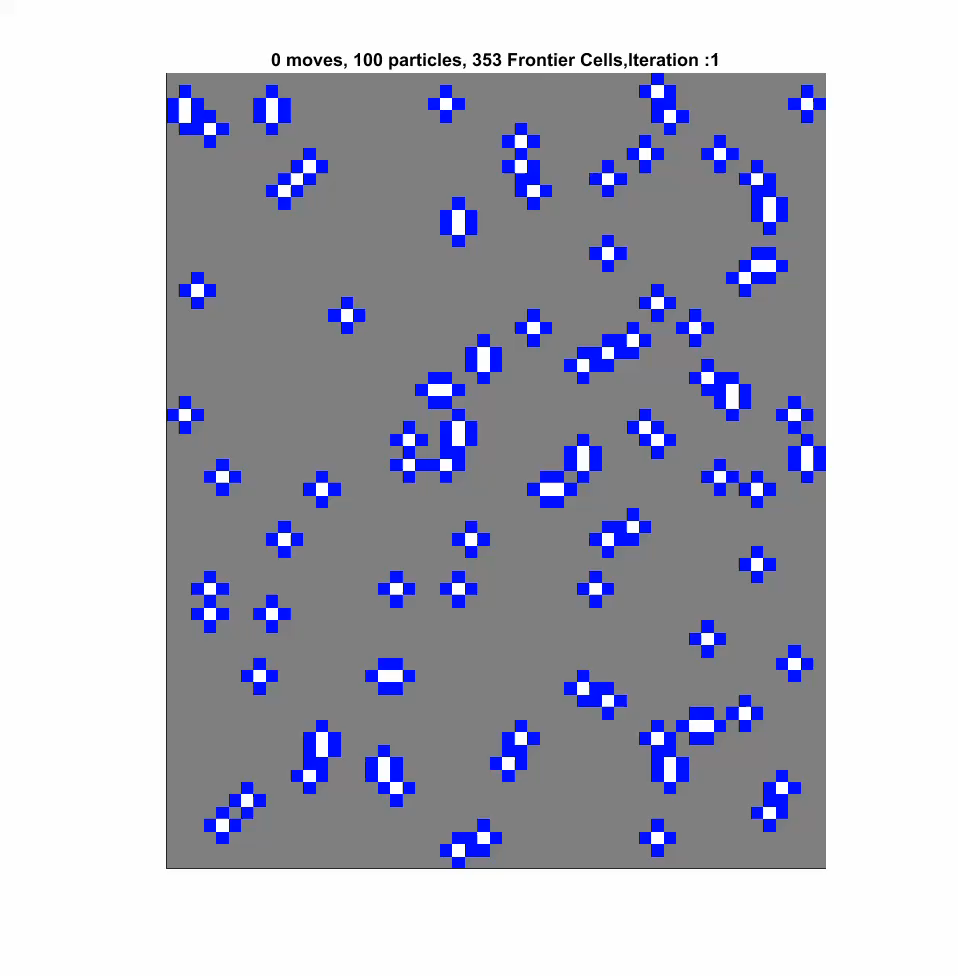 0 moves, 100 particles, 353 Frontier Cells,Iteration :1